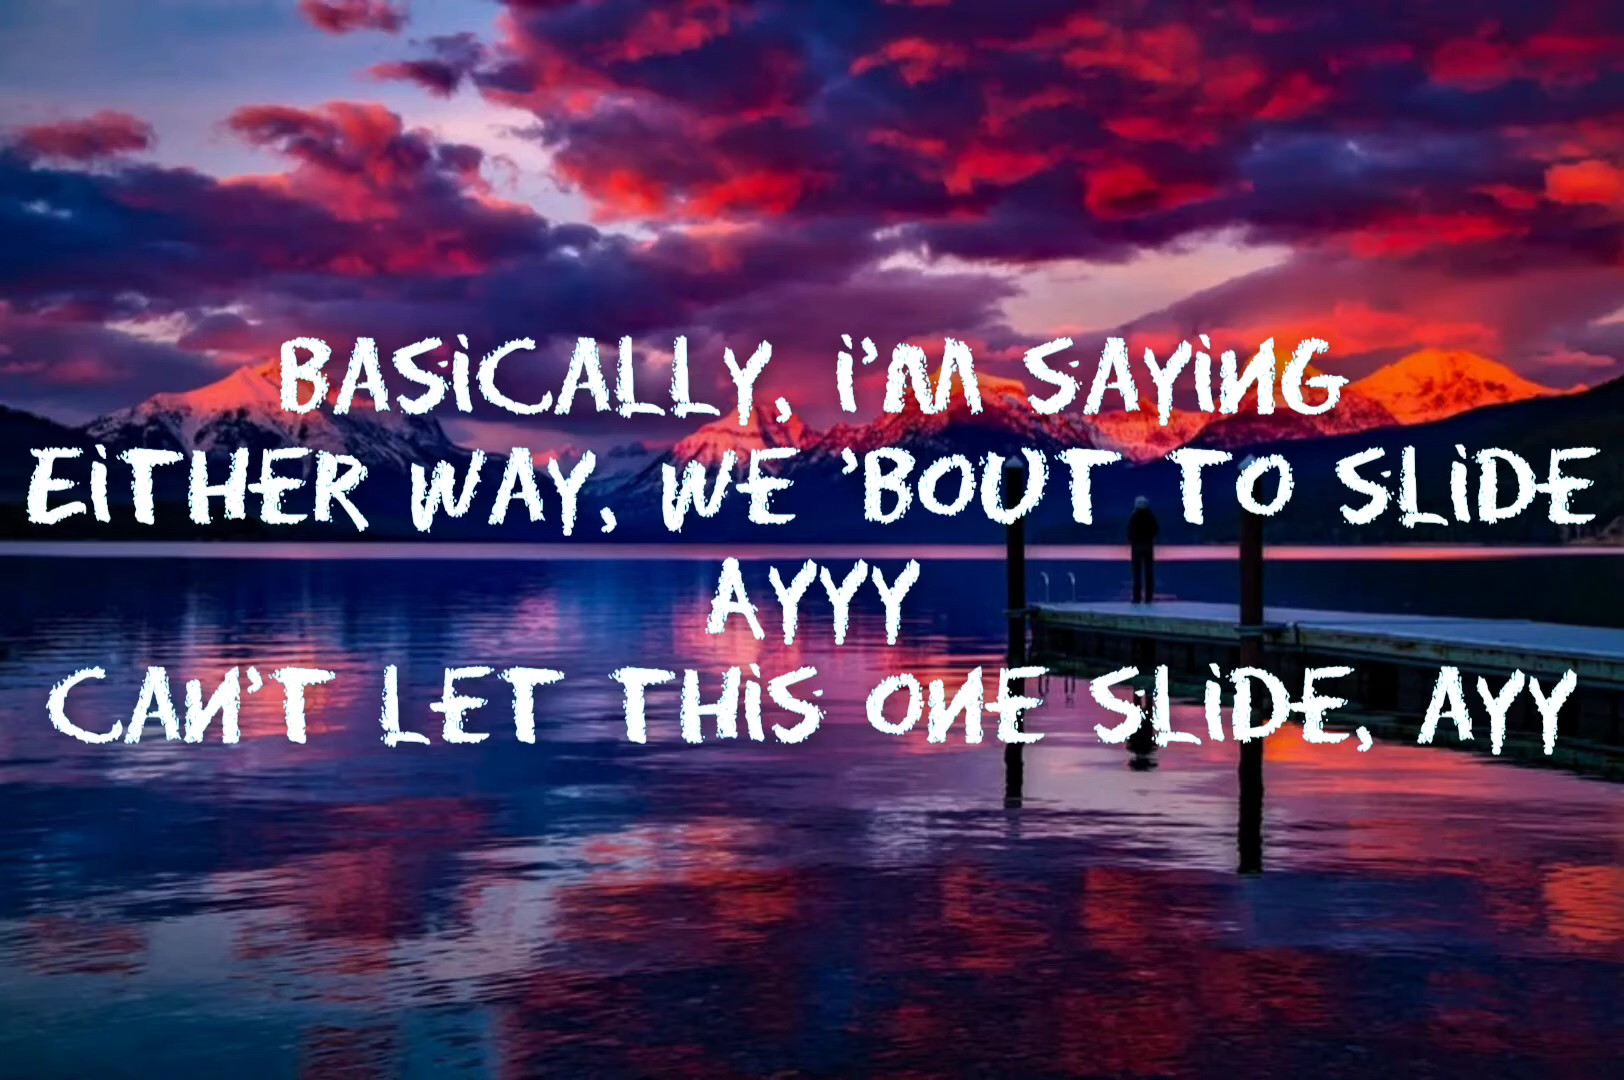 BASiCALLY, i'M SAYiNG
EiTHER WAY, WE 'BOUT TO SLiDE
AYYY
CAN'T LET THiS ONE SLiDE, AYY